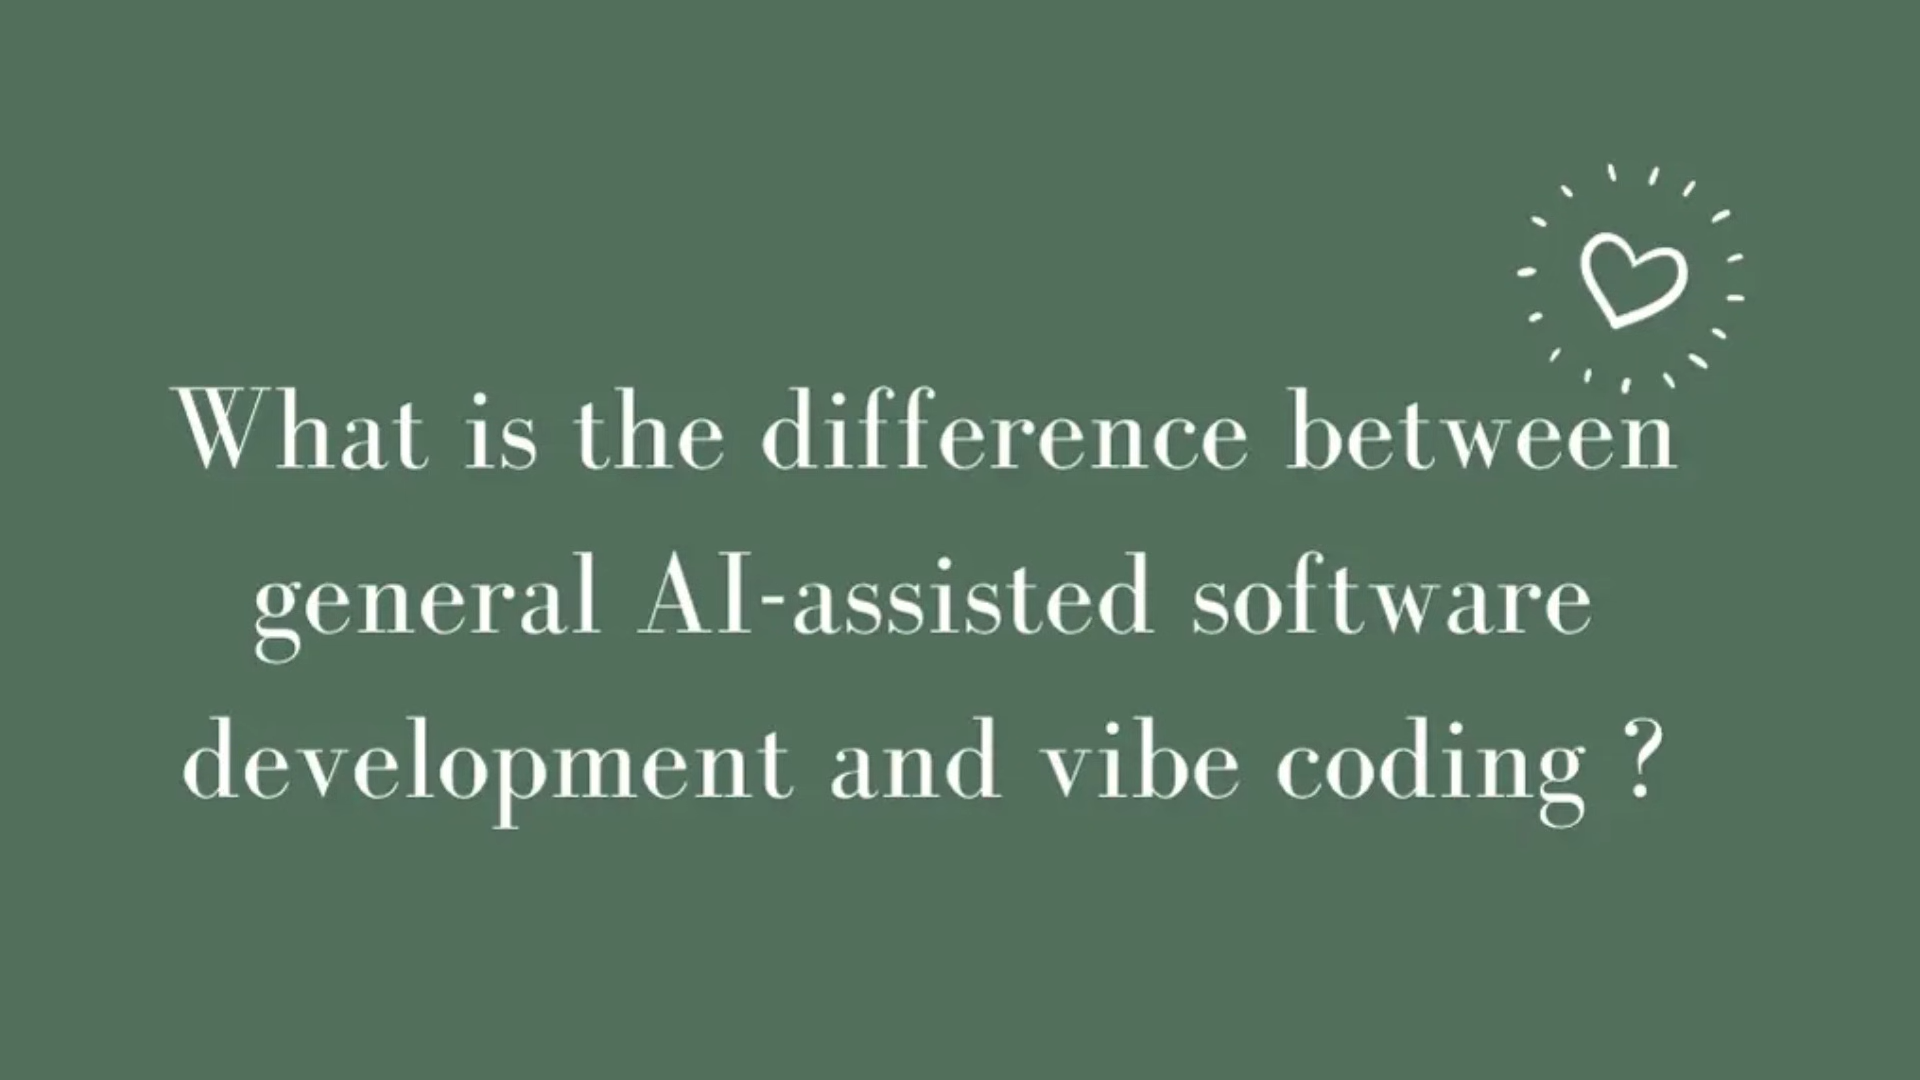 What is the difference between
general AI-assisted software
development and vibe coding ?